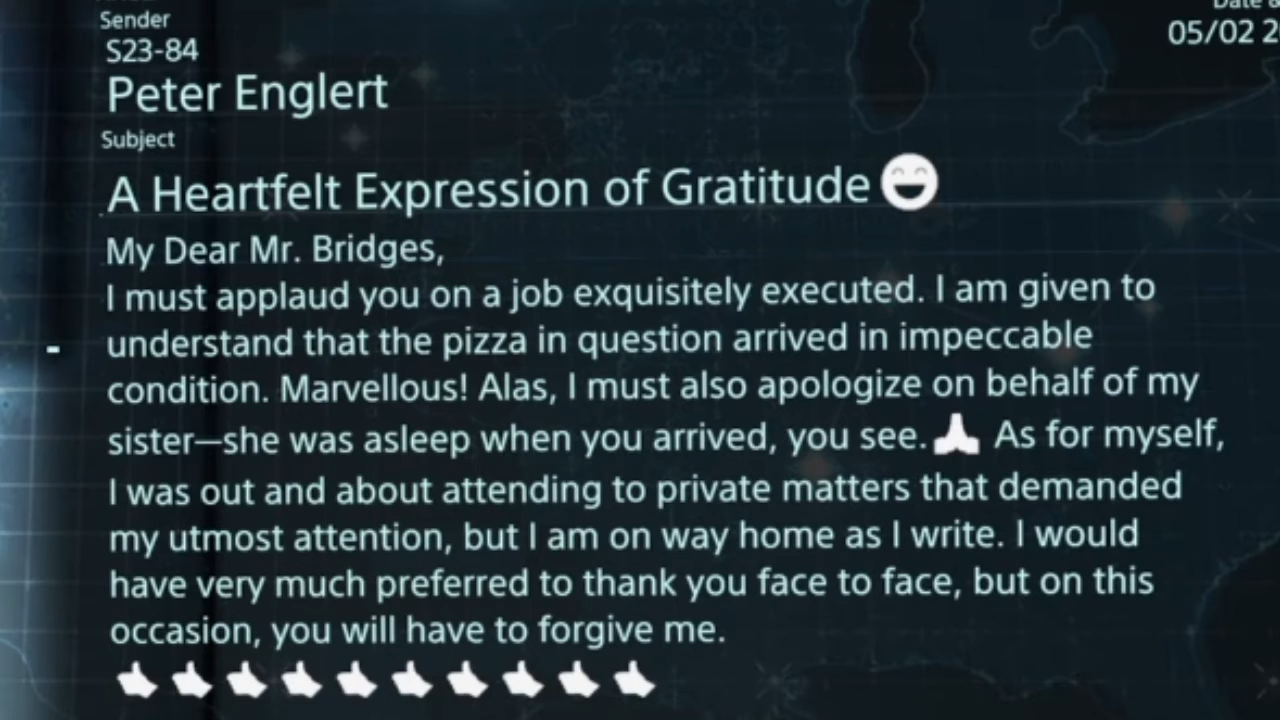 Sender
S23-84
Peter Englert
Subject
A Heartfelt Expression of Gratitude
My Dear Mr. Bridges,
I must applaud you on a job exquisitely executed. I am given to
understand that the pizza in question arrived in impeccable
condition. Marvellous! Alas, I must also apologize on behalf of my
sister—she was asleep when you arrived, you see. As for myself,
I was out and about attending to private matters that demanded
my utmost attention, but I am on way home as I write. I would
have very much preferred to thank you face to face, but on this
occasion, you will have to forgive me.
Date
05/02